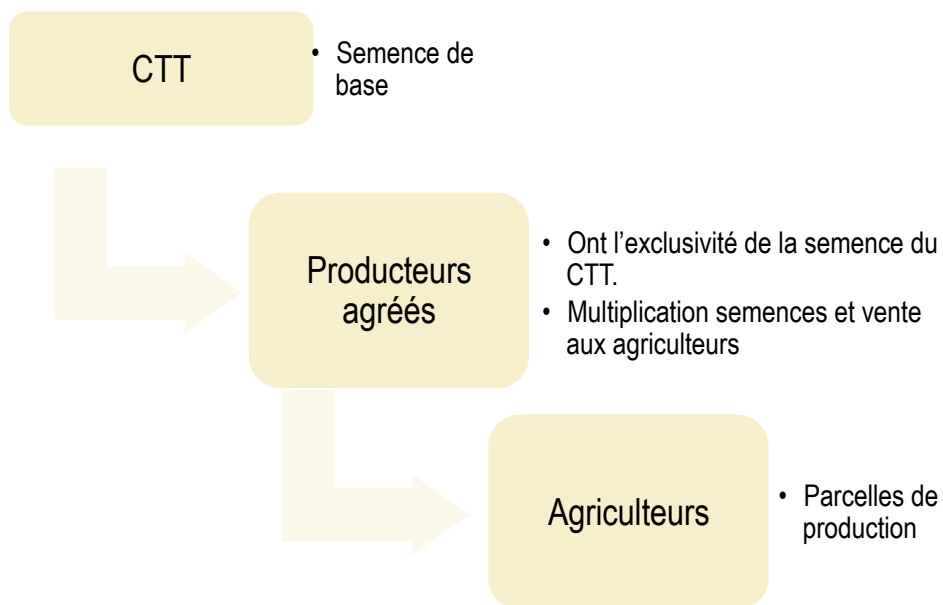 CTT
• Semence de
base
Producteurs
agréés
• Ont l’exclusivité de la semence du
CTT.
• Multiplication semences et vente
aux agriculteurs
Agriculteurs
• Parcelles de
production